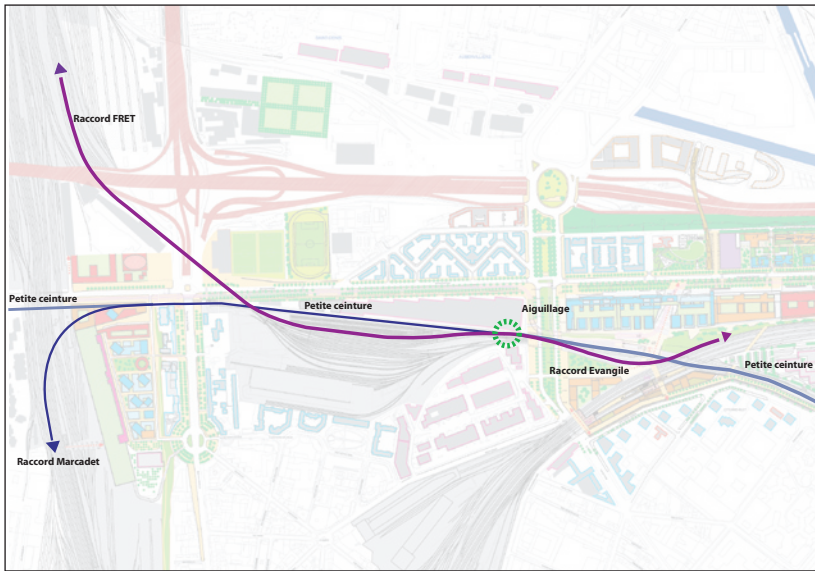 Raccord FRET
Petite ceinture
Petite ceinture
Aiguillage
Raccord Evangile
Petite ceinture
Raccord Marcadet